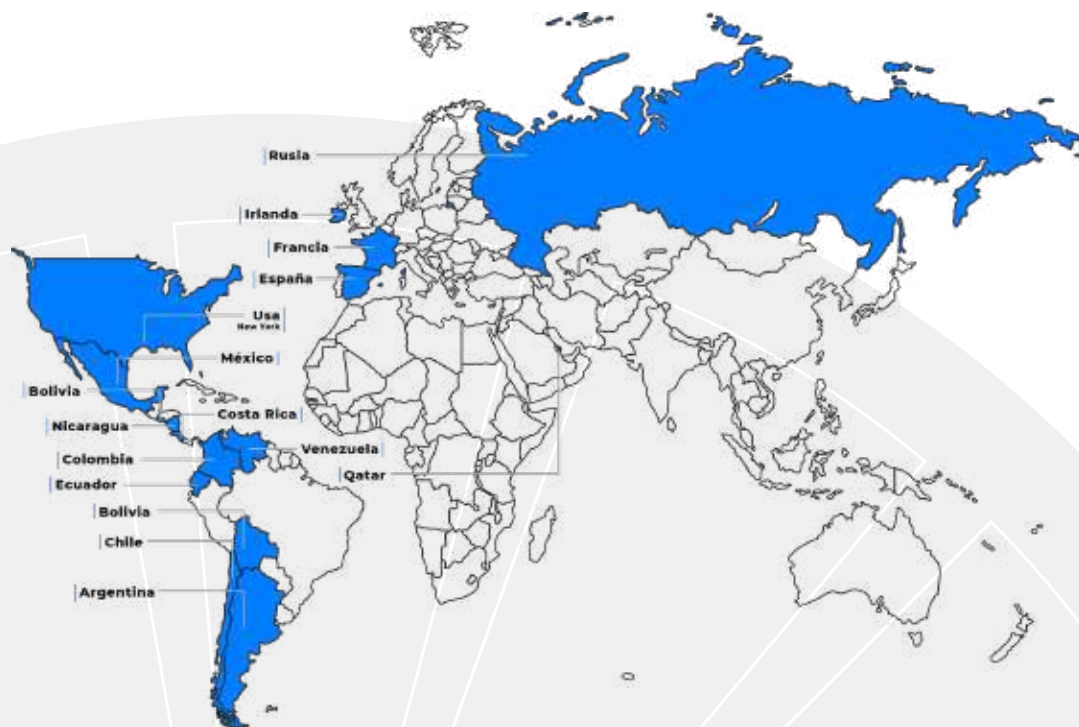 Rusia
Irlanda
Francia
España
Usa
New York
México
Bolivia
Costa Rica
Nicaragua
Venezuela
Colombia
Qatar
Ecuador
Bolivia
Chile
Argentina